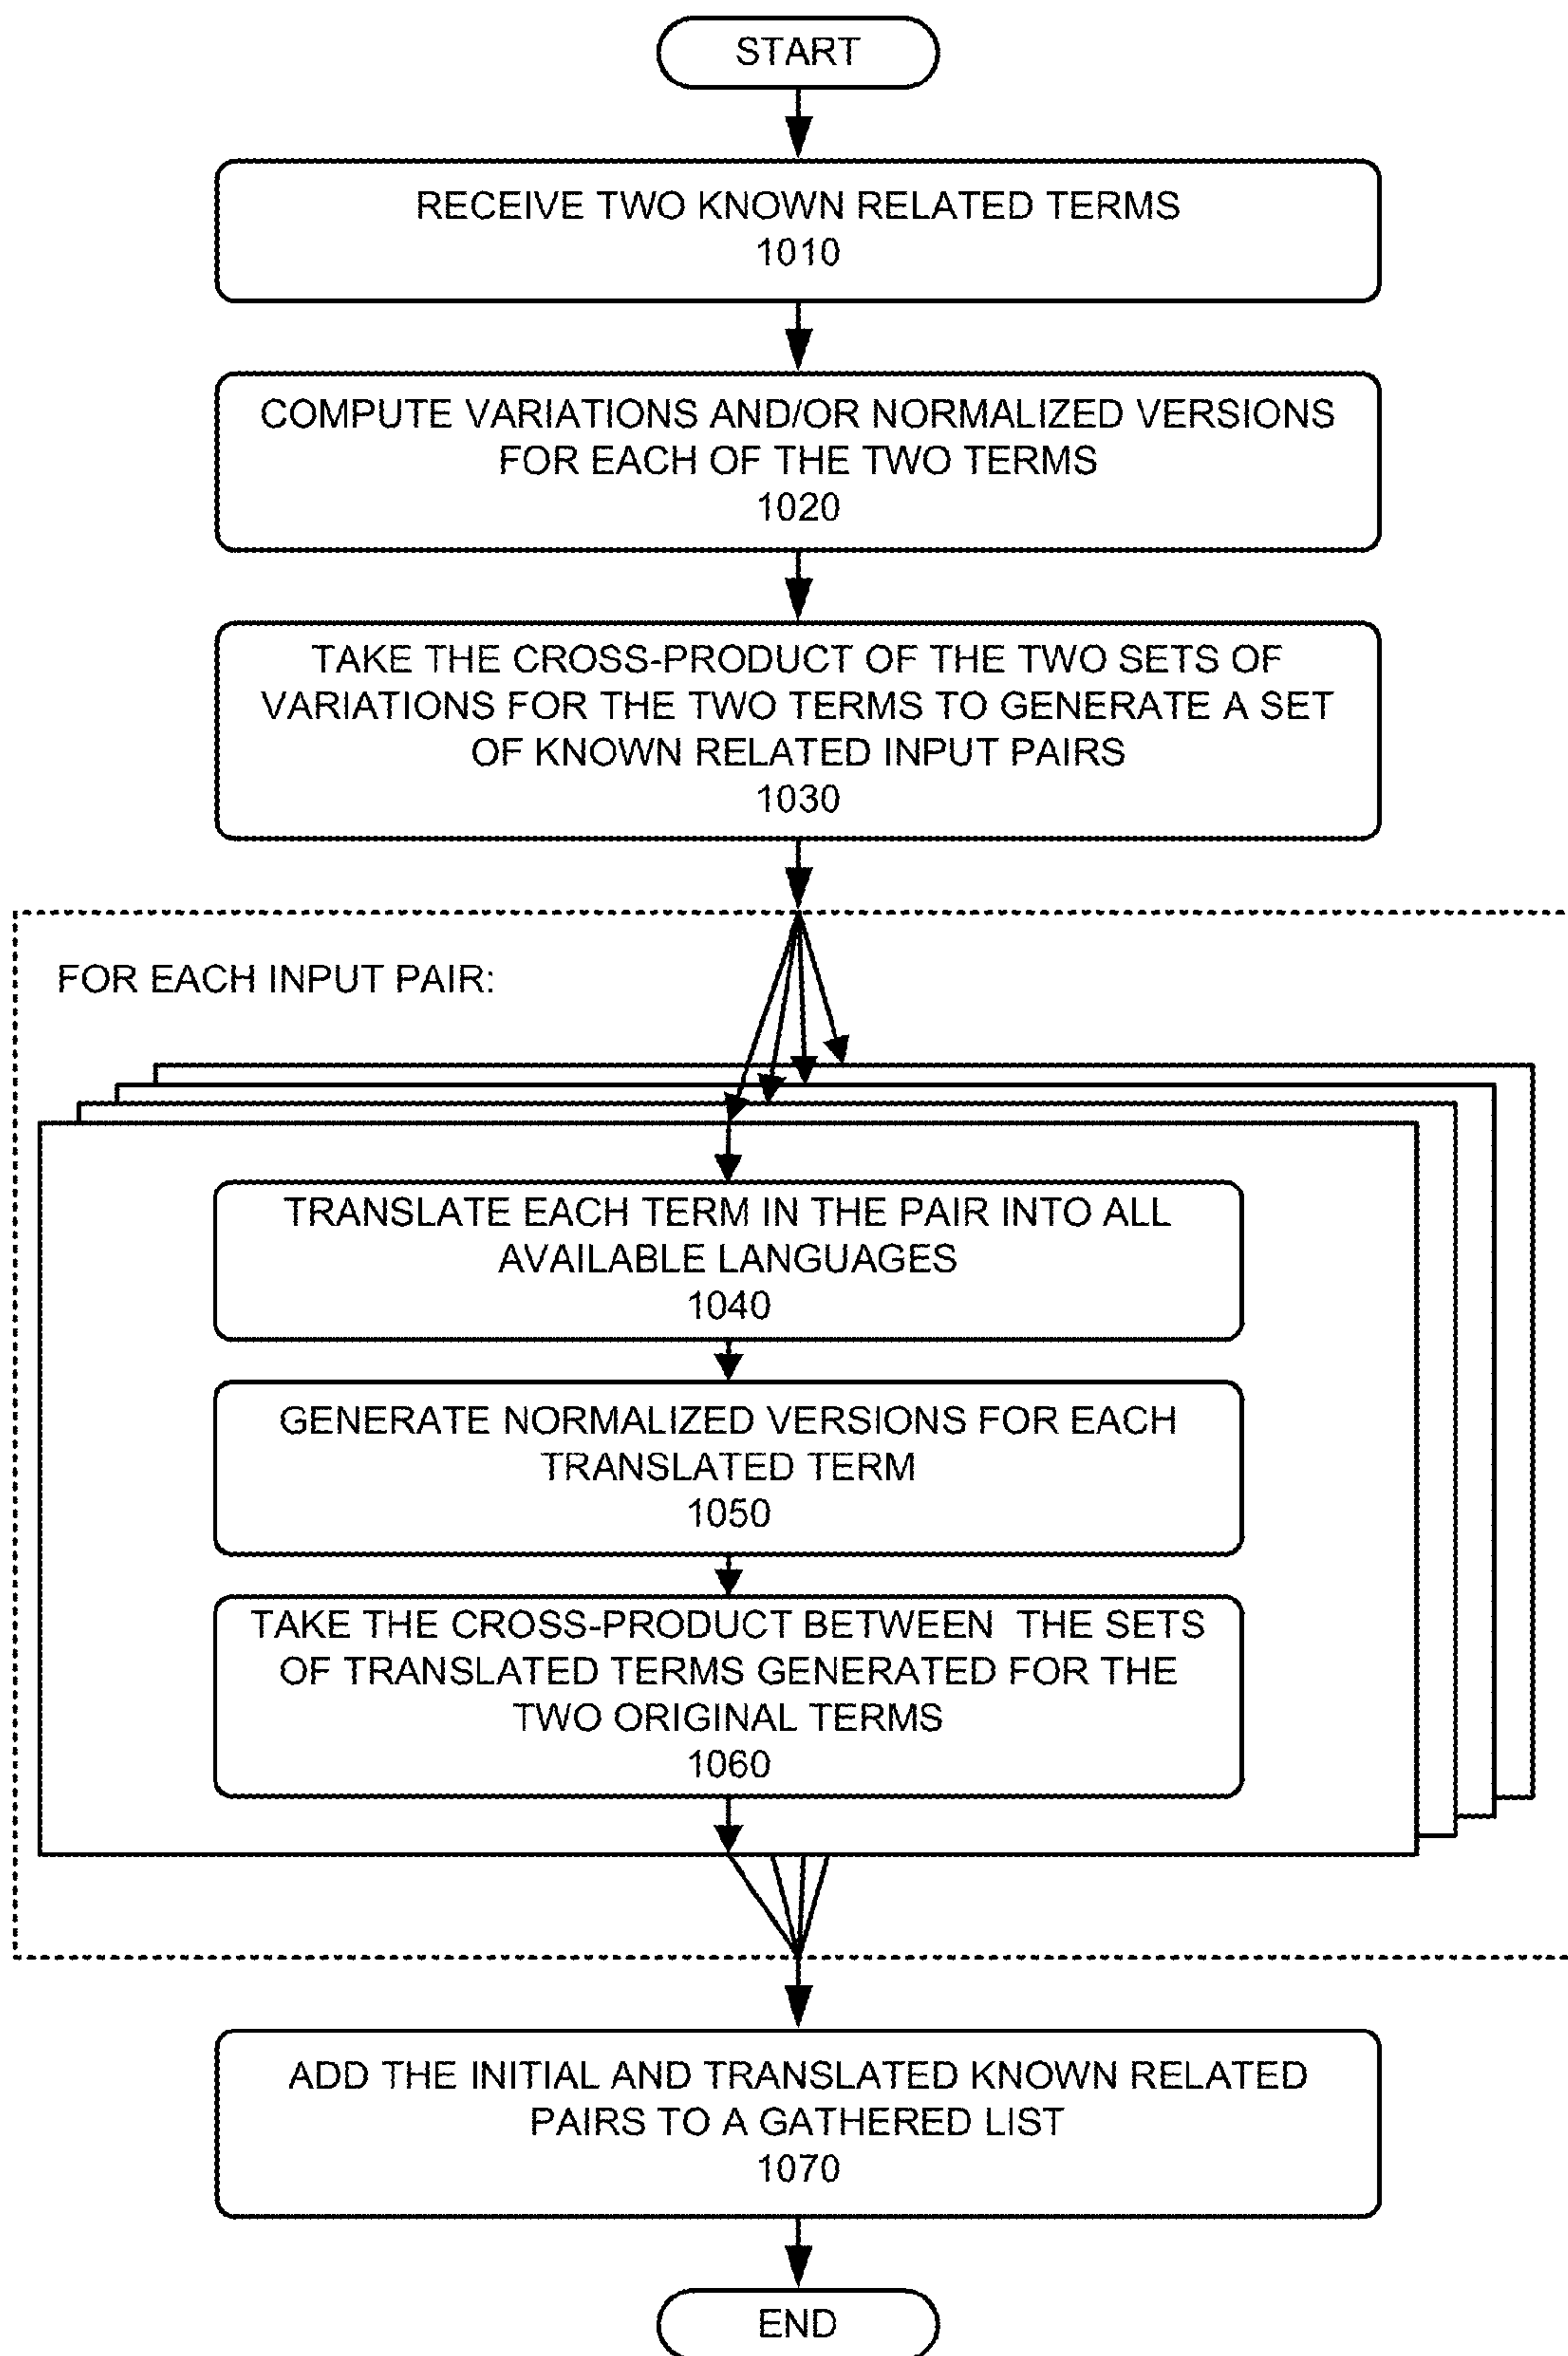 START
RECEIVE TWO KNOWN RELATED TERMS
1010
COMPUTE VARIATIONS AND/OR NORMALIZED VERSIONS
FOR EACH OF THE TWO TERMS
1020
TAKE THE CROSS-PRODUCT OF THE TWO SETS OF
VARIATIONS FOR THE TWO TERMS TO GENERATE A SET
OF KNOWN RELATED INPUT PAIRS
1030
FOR EACH INPUT PAIR:
TRANSLATE EACH TERM IN THE PAIR INTO ALL
AVAILABLE LANGUAGES
1040
GENERATE NORMALIZED VERSIONS FOR EACH
TRANSLATED TERM
1050
TAKE THE CROSS-PRODUCT BETWEEN THE SETS
OF TRANSLATED TERMS GENERATED FOR THE
TWO ORIGINAL TERMS
1060
ADD THE INITIAL AND TRANSLATED KNOWN RELATED
PAIRS TO A GATHERED LIST
1070
END